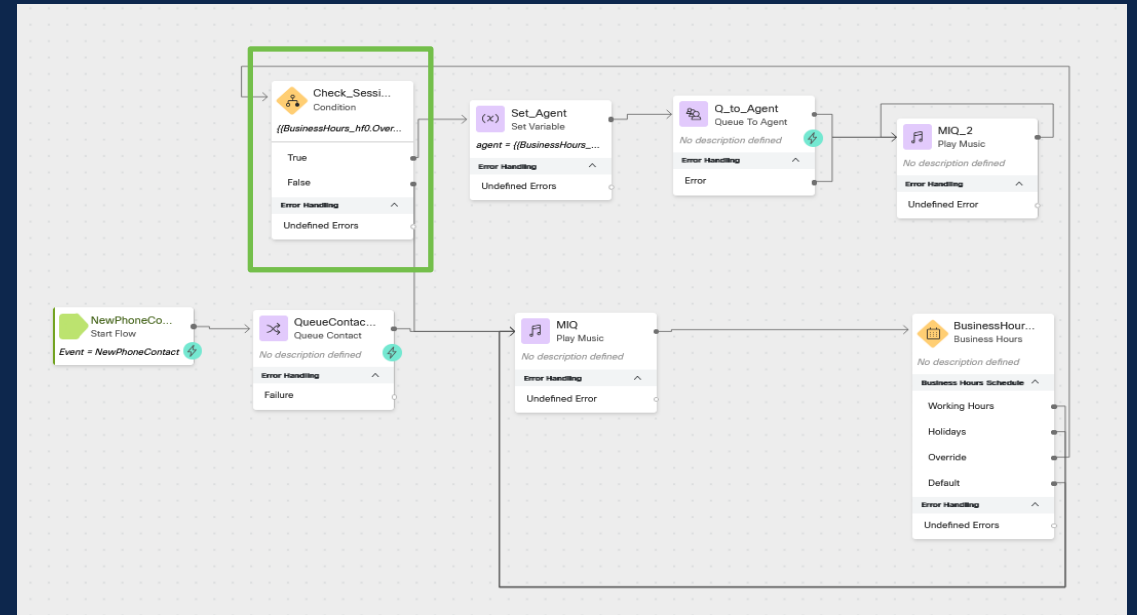 Check_Sessi...
Condition
{{BusinessHours_hf0.Over...
True
False
Error Handling
Undefined Errors
Set_Agent
Set Variable
agent = {{BusinessHours_...
Error Handling
Undefined Errors
Q_to_Agent
Queue To Agent
No description defined
Error Handling
Error
MIQ_2
Play Music
No description defined
Error Handling
Undefined Error
NewPhoneCo...
Start Flow
Event = NewPhoneContact
QueueContac...
Queue Contact
No description defined
Error Handling
Failure
MIQ
Play Music
No description defined
Error Handling
Undefined Error
BusinessHour...
Business Hours
No description defined
Business Hours Schedule
Working Hours
Holidays
Override
Default
Error Handling
Undefined Errors